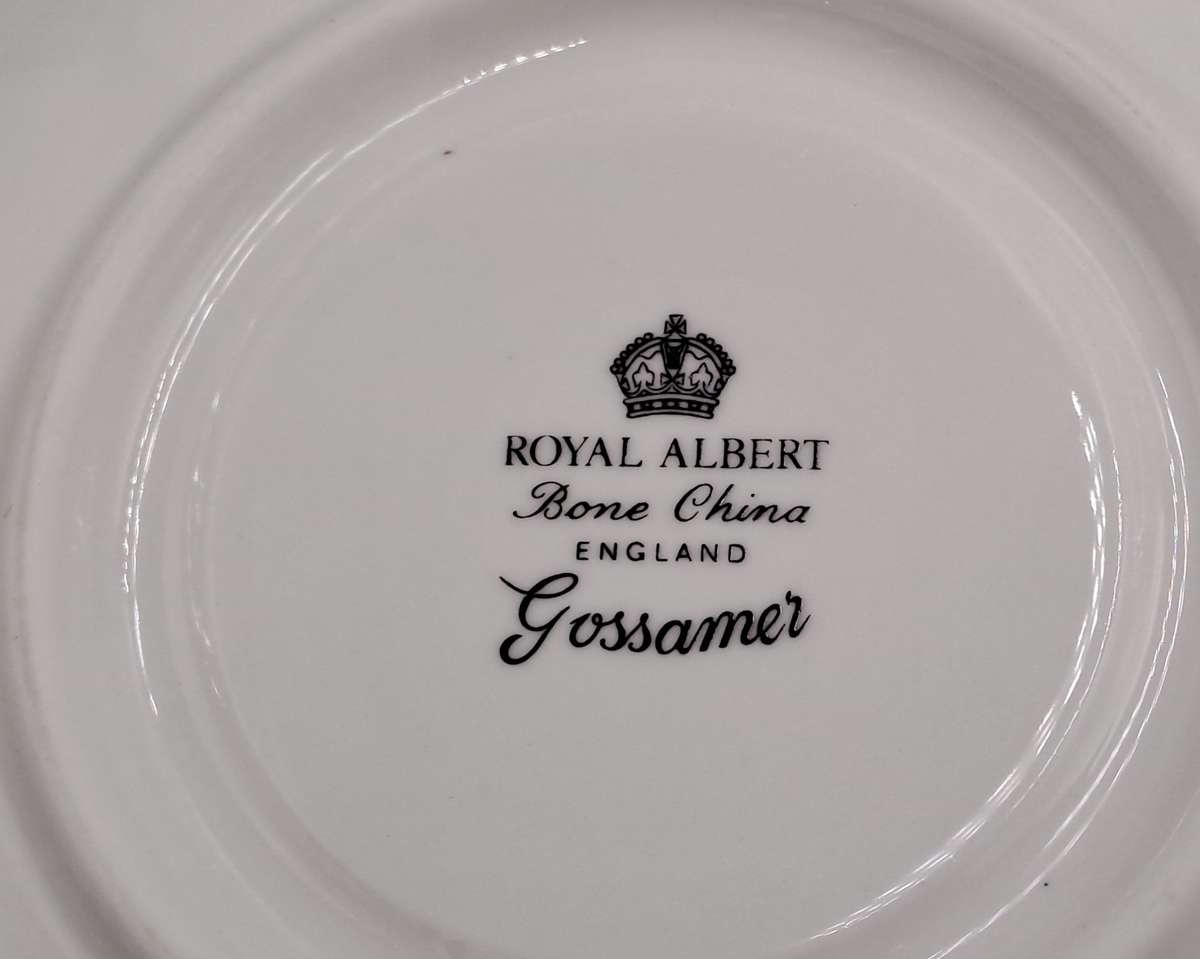 ROYAL ALBERT
Bone China
ENGLAND
Gossamer